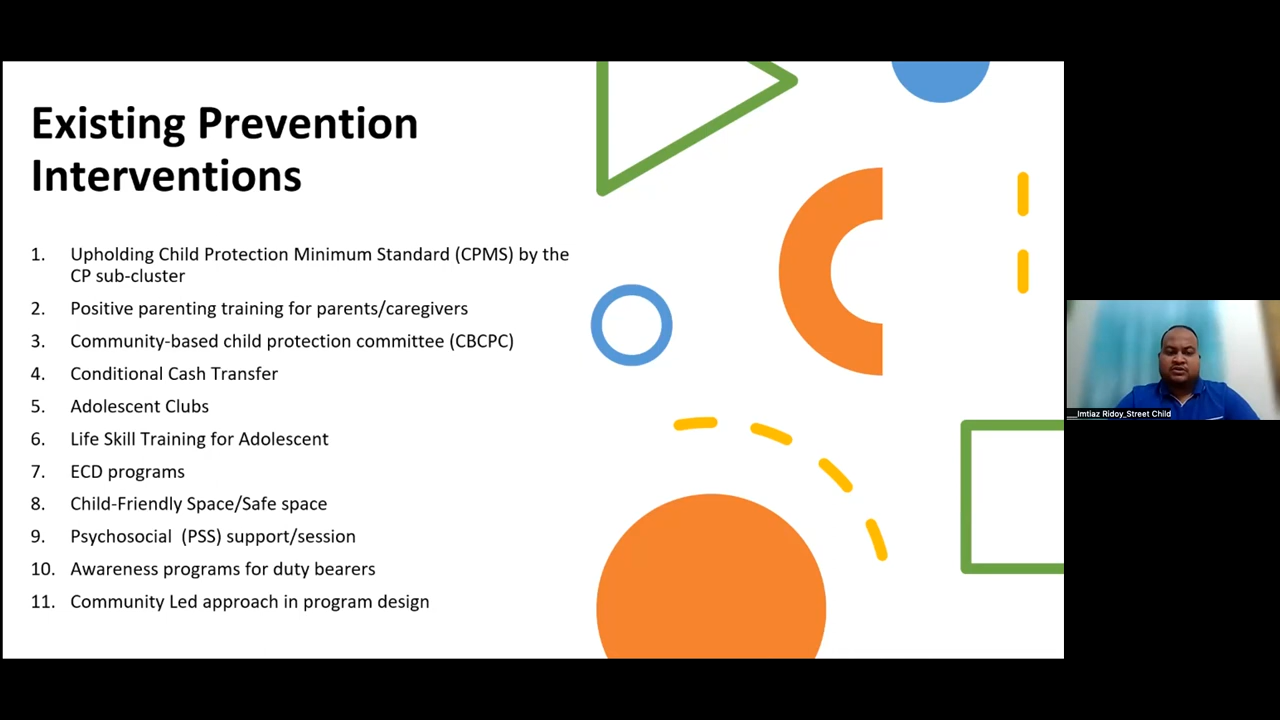 Existing Prevention
Interventions
1. Upholding Child Protection Minimum Standard (CPMS) by the
CP sub-cluster
2. Positive parenting training for parents/caregivers
3. Community-based child protection committee (CBCPC)
4. Conditional Cash Transfer
5. Adolescent Clubs
6. Life Skill Training for Adolescent
7. ECD programs
8. Child-Friendly Space/Safe space
9. Psychosocial  (PSS) support/session
10. Awareness programs for duty bearers
11. Community Led approach in program design
__Imtiaz Ridoy_Street Child